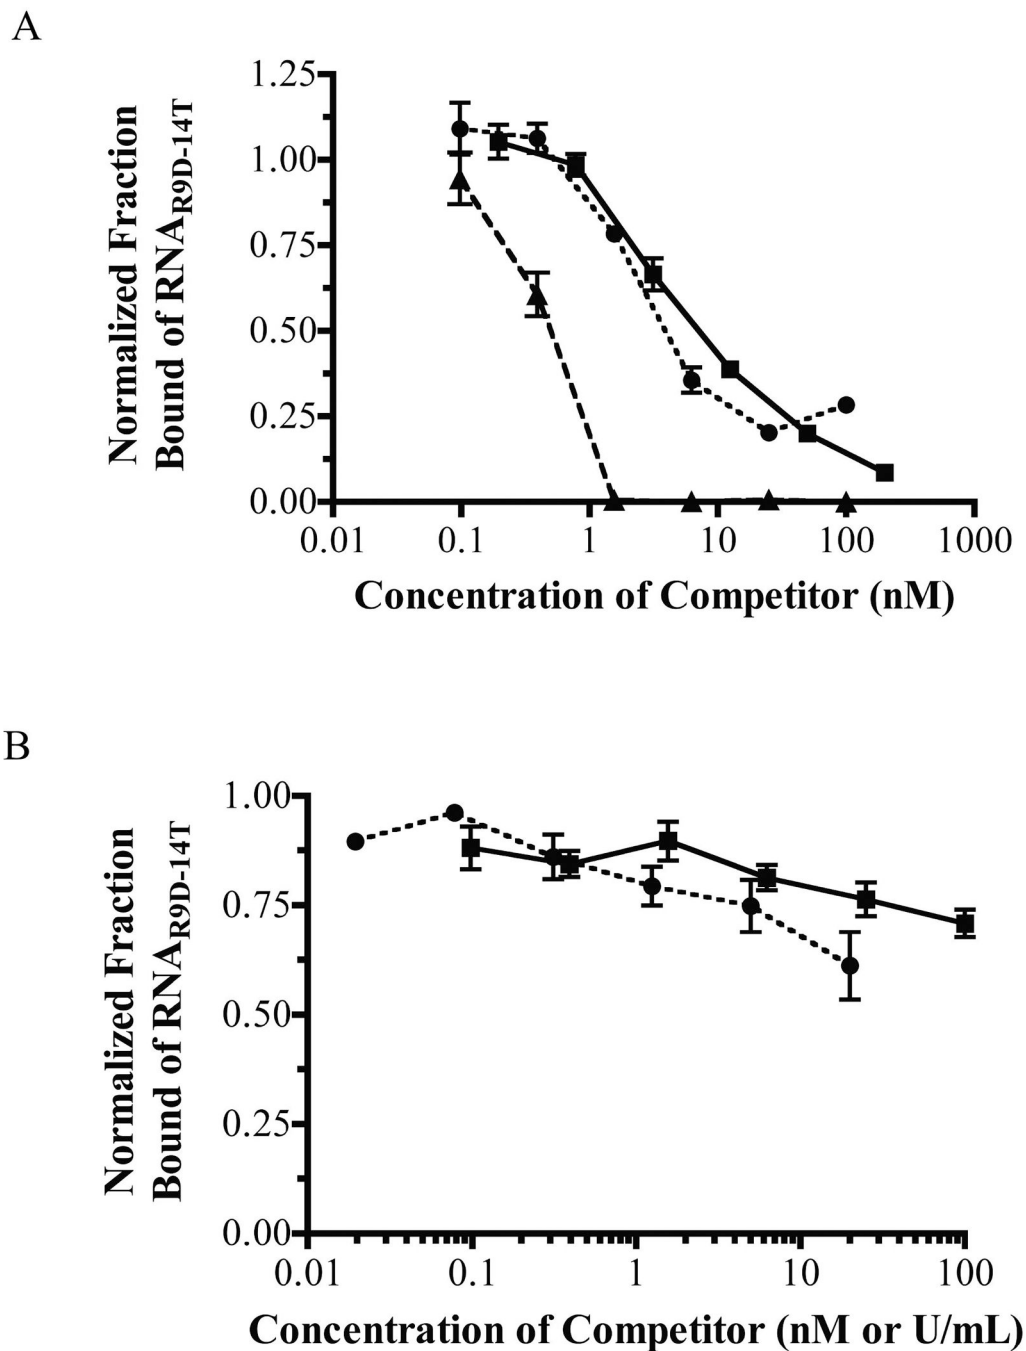 A
Normalized Fraction
Bound of RNA_R9D-14T
1.25
1.00
0.75
0.50
0.25
0.00
0.01 0.1 1 10 100 1000
Concentration of Competitor (nM)
B
Normalized Fraction
Bound of RNA_R9D-14T
1.00
0.75
0.50
0.25
0.00
0.01 0.1 1 10 100
Concentration of Competitor (nM or U/mL)